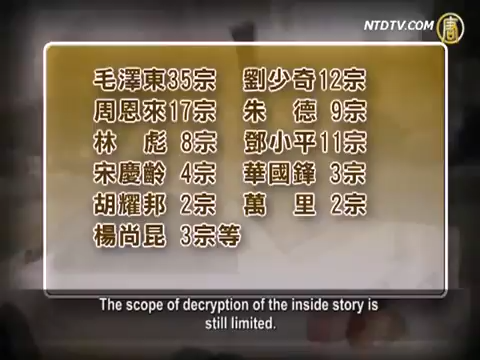 NTDTV.COM 唐
毛澤東35宗 劉少奇12宗
周恩來17宗 朱 德 9宗
林 彪 8宗 鄧小平11宗
宋慶齡 4宗 華國鋒 3宗
胡耀邦 2宗 萬 里 2宗
楊尚昆 3宗等
The scope of decryption of the inside story is
still limited.